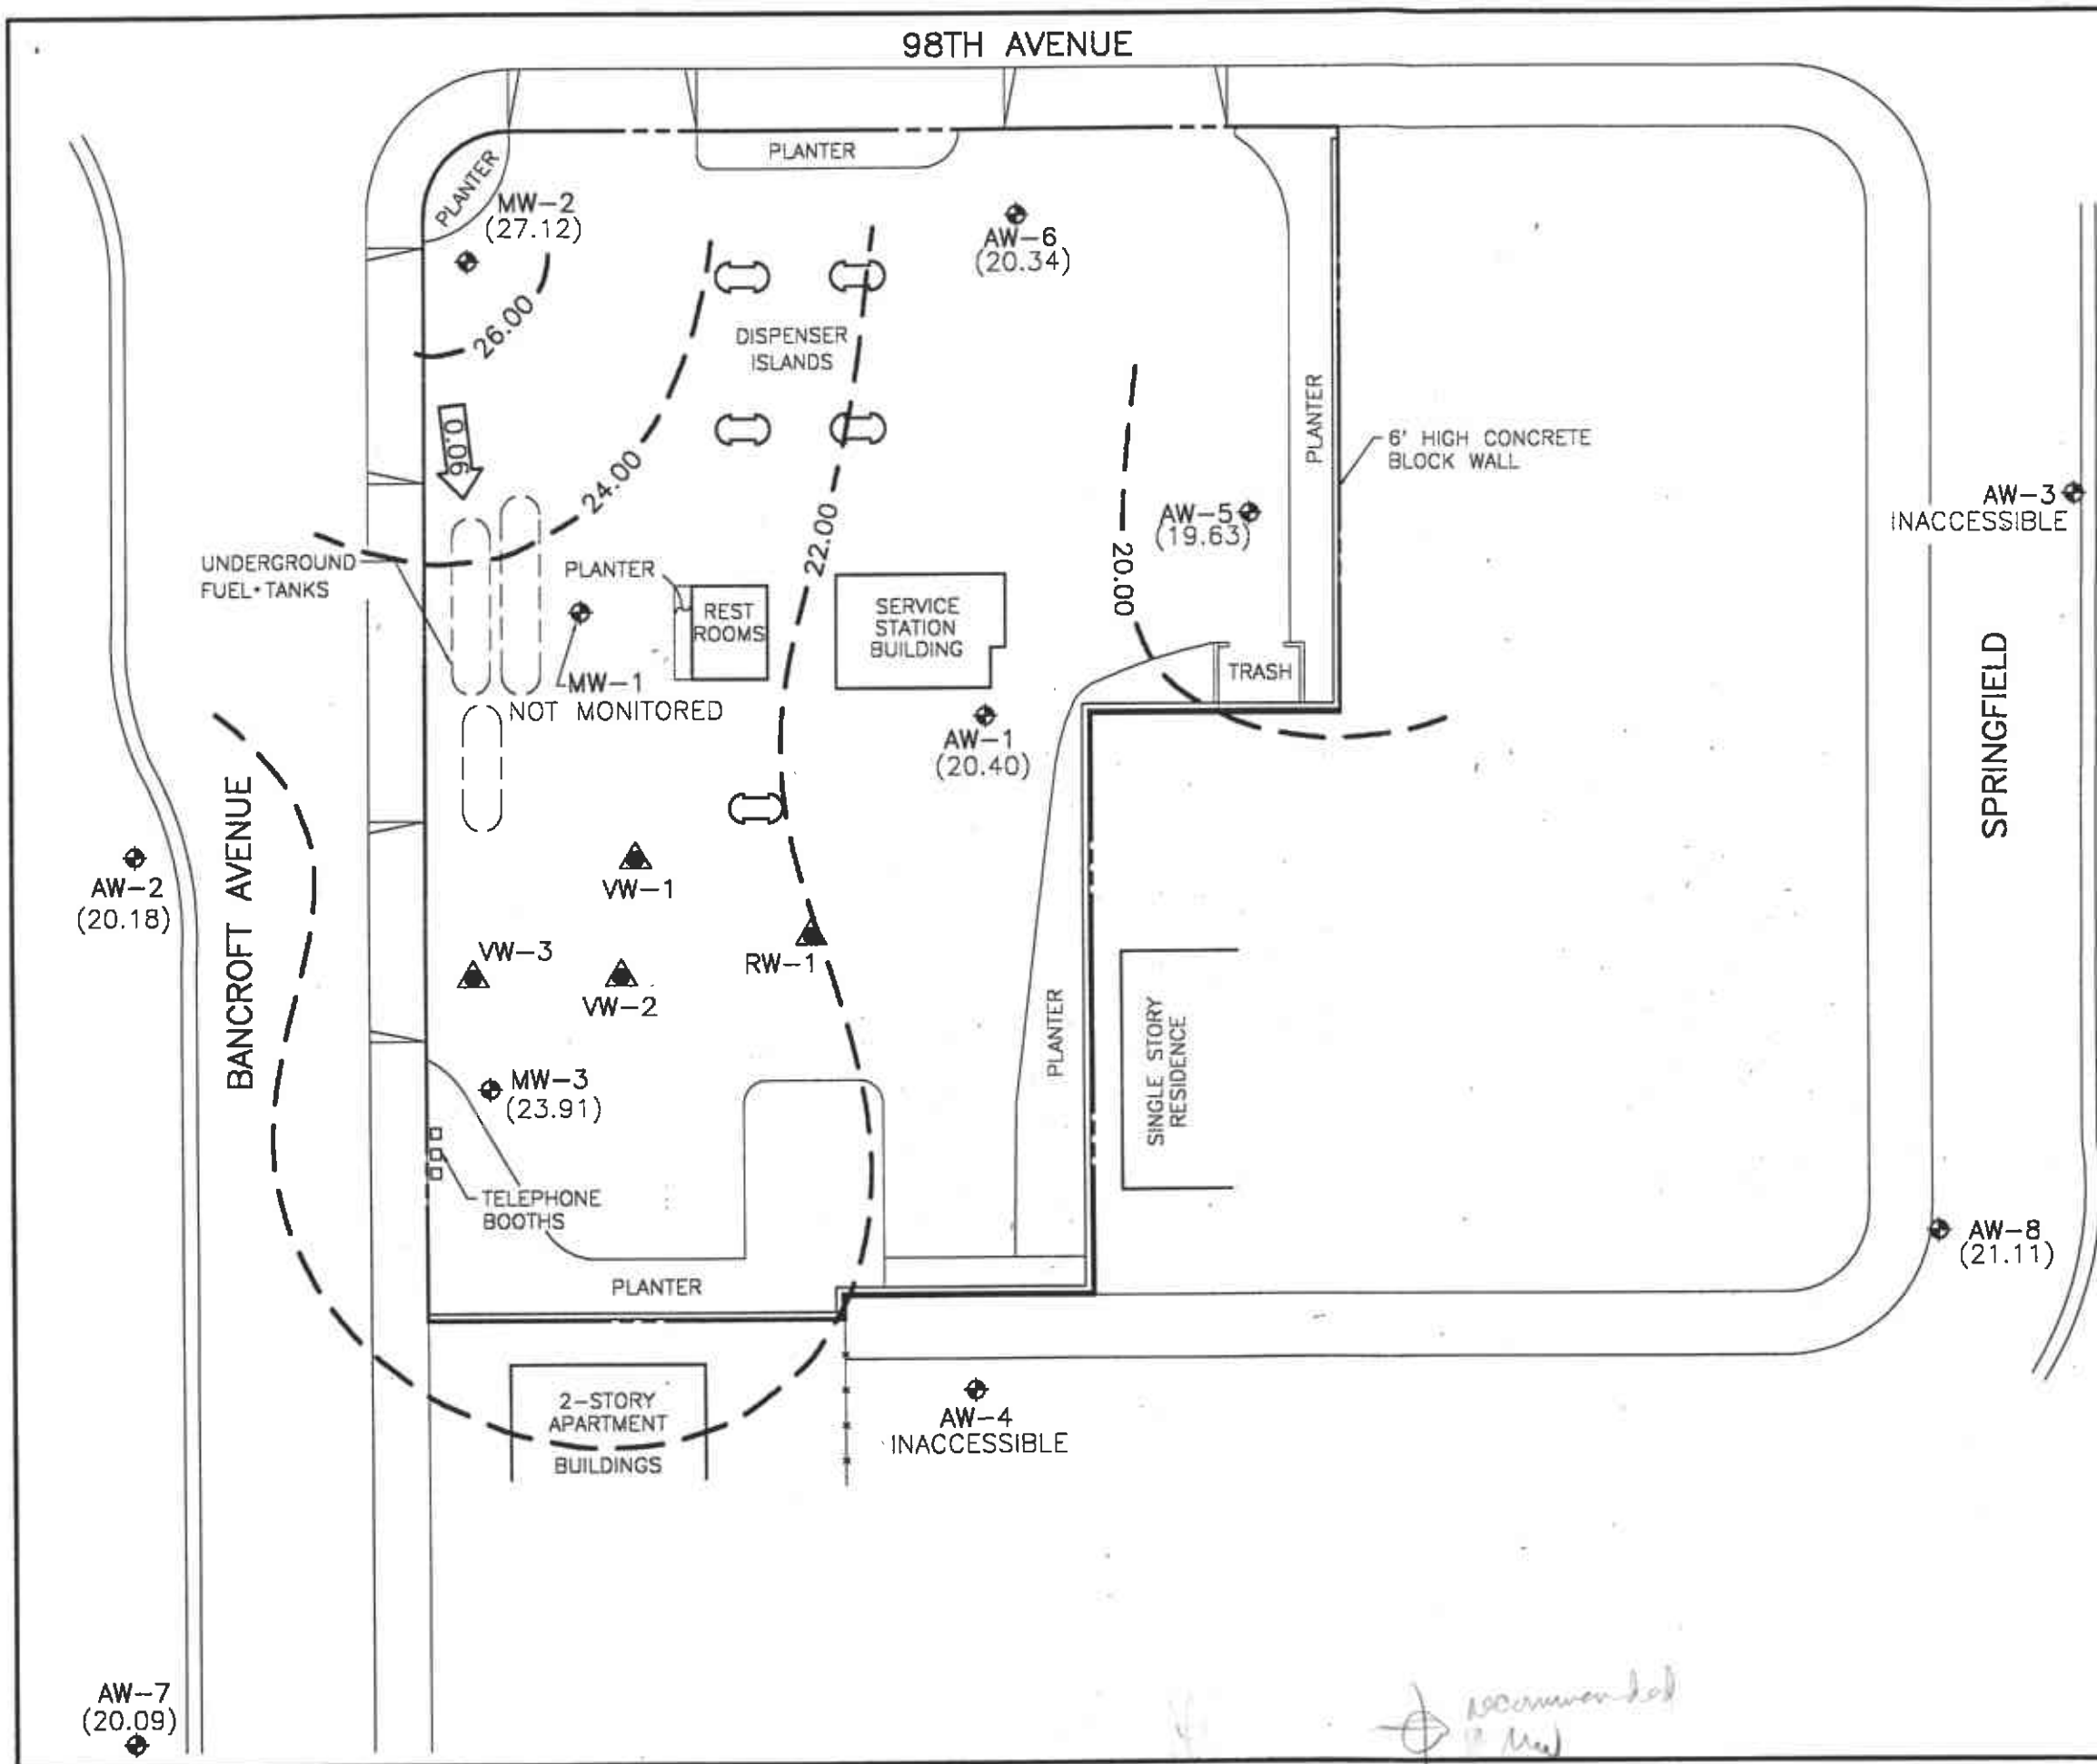 98TH AVENUE
PLANTER
PLANTER
MW-2
(27.12)
AW-6
(20.34)
26.00
DISPENSER
ISLANDS
0.06
24.00
22.00
20.00
PLANTER
6' HIGH CONCRETE
BLOCK WALL
AW-5
(19.63)
AW-3
INACCESSIBLE
UNDERGROUND
FUEL TANKS
PLANTER
REST
ROOMS
SERVICE
STATION
BUILDING
MW-1
NOT MONITORED
TRASH
AW-1
(20.40)
SPRINGFIELD
BANCROFT AVENUE
AW-2
(20.18)
VW-1
VW-3
VW-2
RW-1
PLANTER
SINGLE STORY
RESIDENCE
MW-3
(23.91)
TELEPHONE
BOOTHS
PLANTER
AW-8
(21.11)
2-STORY
APARTMENT
BUILDINGS
AW-4
INACCESSIBLE
AW-7
(20.09)
recommended